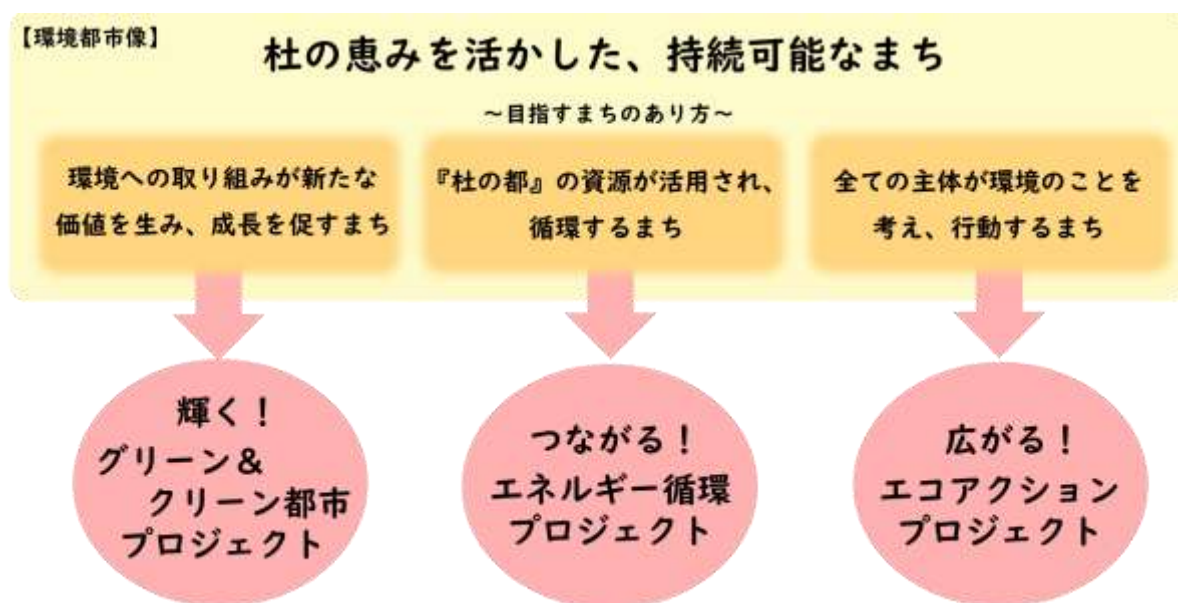 【環境都市像】
杜の恵みを活かした、持続可能なまち
～目指すまちのあり方～
環境への取り組みが新たな
価値を生み、成長を促すまち
『杜の都』の資源が活用され、
循環するまち
全ての主体が環境のことを
考え、行動するまち
輝く！
グリーン＆
クリーン都市
プロジェクト
つながる！
エネルギー循環
プロジェクト
広がる！
エコアクション
プロジェクト